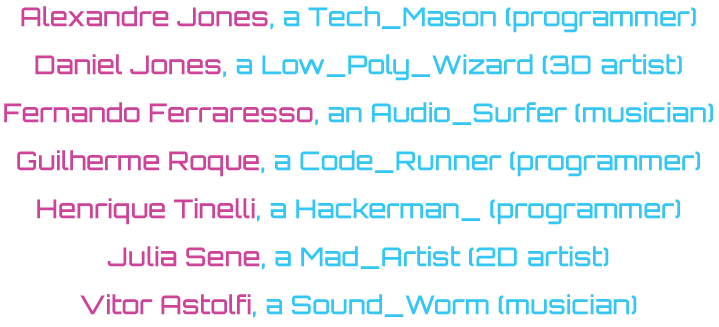 Alexandre Jones, a Tech_Mason (programmer)
Daniel Jones, a Low_Poly_Wizard (3D artist)
Fernando Ferraresso, an Audio_Surfer (musician)
Guilherme Roque, a Code_Runner (programmer)
Henrique Tinelli, a Hackerman_ (programmer)
Julia Sene, a Mad_Artist (2D artist)
Vitor Astolfi, a Sound_Worm (musician)